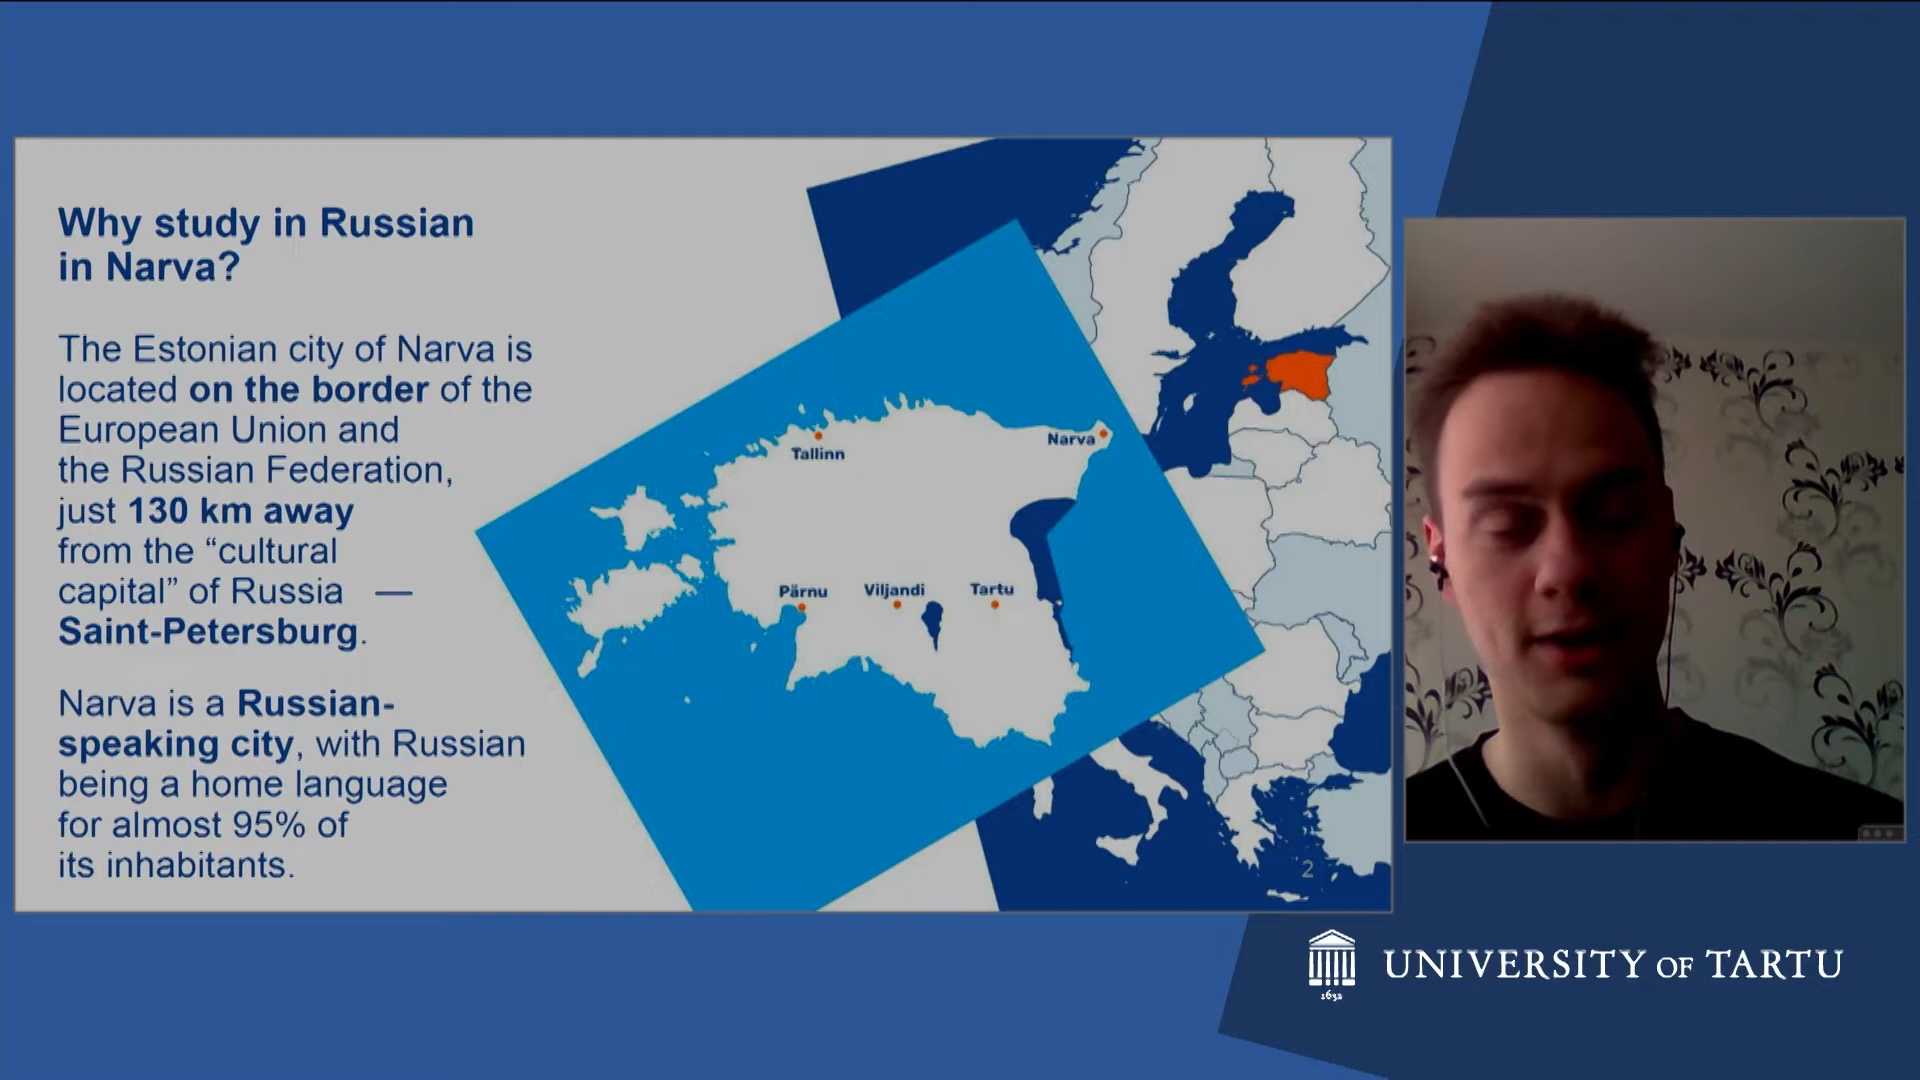 Why study in Russian
in Narva?
The Estonian city of Narva is
located on the border of the
European Union and
the Russian Federation,
just 130 km away
from the “cultural
capital” of Russia —
Saint-Petersburg.
Narva is a Russian-
speaking city, with Russian
being a home language
for almost 95% of
its inhabitants.
Tallinn
Narva
Pärnu
Viljandi
Tartu
2
1632
UNIVERSITY OF TARTU